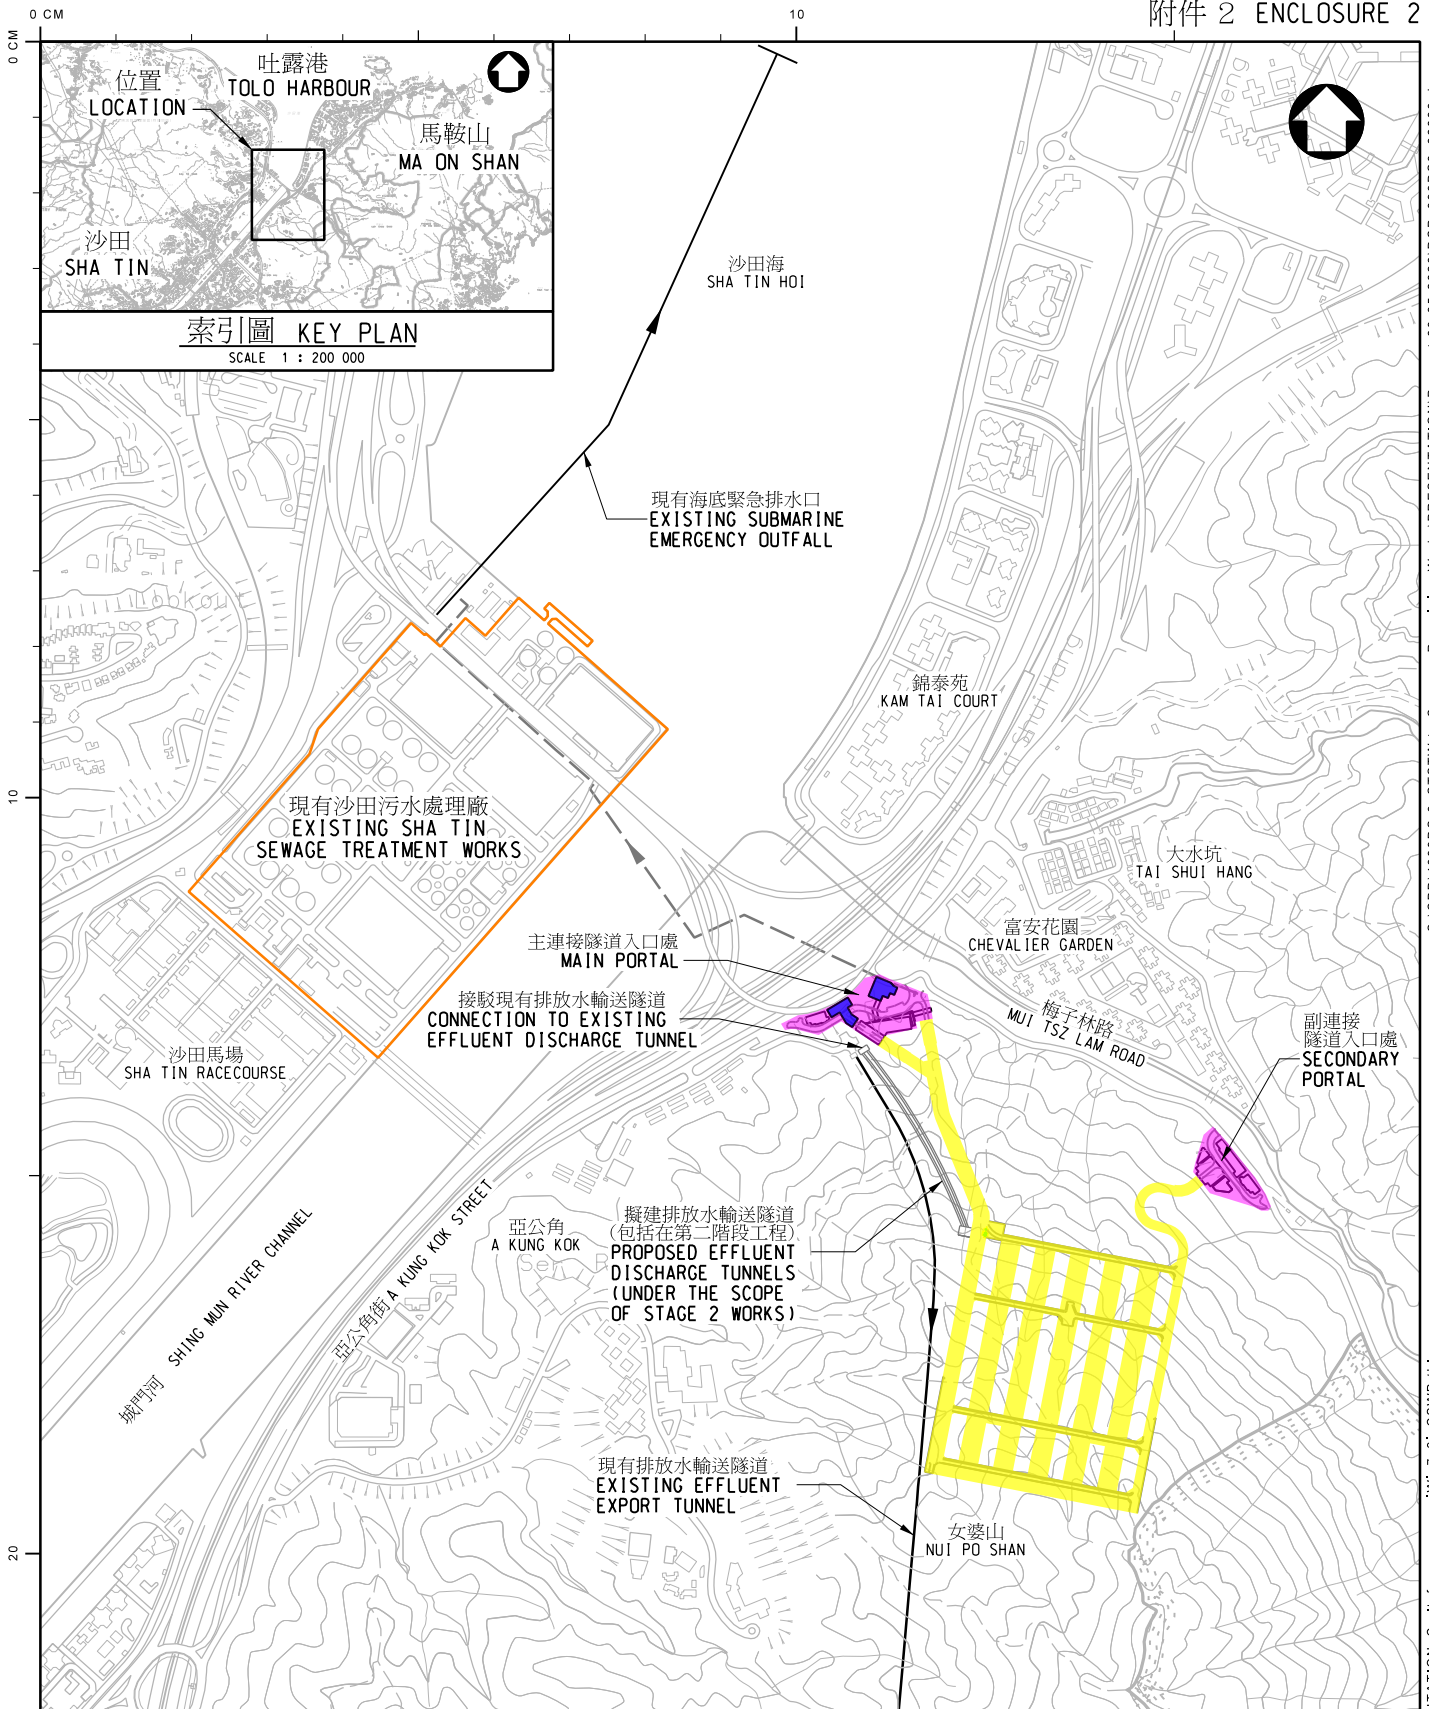 附件 2 ENCLOSURE 2
0 CM
10
0 CM
10
20
位置
LOCATION
吐露港
TOLO HARBOUR
馬鞍山
MA ON SHAN
沙田
SHA TIN
索引圖 KEY PLAN
SCALE 1 : 200 000
沙田海
SHA TIN HOI
現有海底緊急排水口
EXISTING SUBMARINE
EMERGENCY OUTFALL
錦泰苑
KAM TAI COURT
現有沙田污水處理廠
EXISTING SHA TIN
SEWAGE TREATMENT WORKS
大水坑
TAI SHUI HANG
富安花園
CHEVALIER GARDEN
主連接隧道入口處
MAIN PORTAL
接駁現有排放水輸送隧道
CONNECTION TO EXISTING
EFFLUENT DISCHARGE TUNNEL
梅子林路
MUI TSZ LAM ROAD
副連接
隧道入口處
SECONDARY
PORTAL
沙田馬場
SHA TIN RACECOURSE
擬建排放水輸送隧道
(包括在第二階段工程)
PROPOSED EFFLUENT
DISCHARGE TUNNELS
(UNDER THE SCOPE
OF STAGE 2 WORKS)
亞公角
A KUNG KOK
亞公角街 A KUNG KOK STREET
城門河 SHING MUN RIVER CHANNEL
現有排放水輸送隧道
EXISTING EFFLUENT
EXPORT TUNNEL
女婆山
NUI PO SHAN